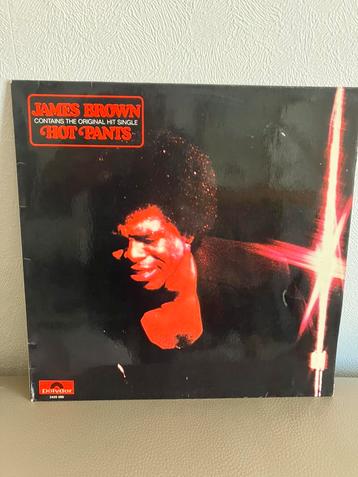 JAMES BROWN
CONTAINS THE ORIGINAL HIT SINGLE
HOT PANTS
polydor